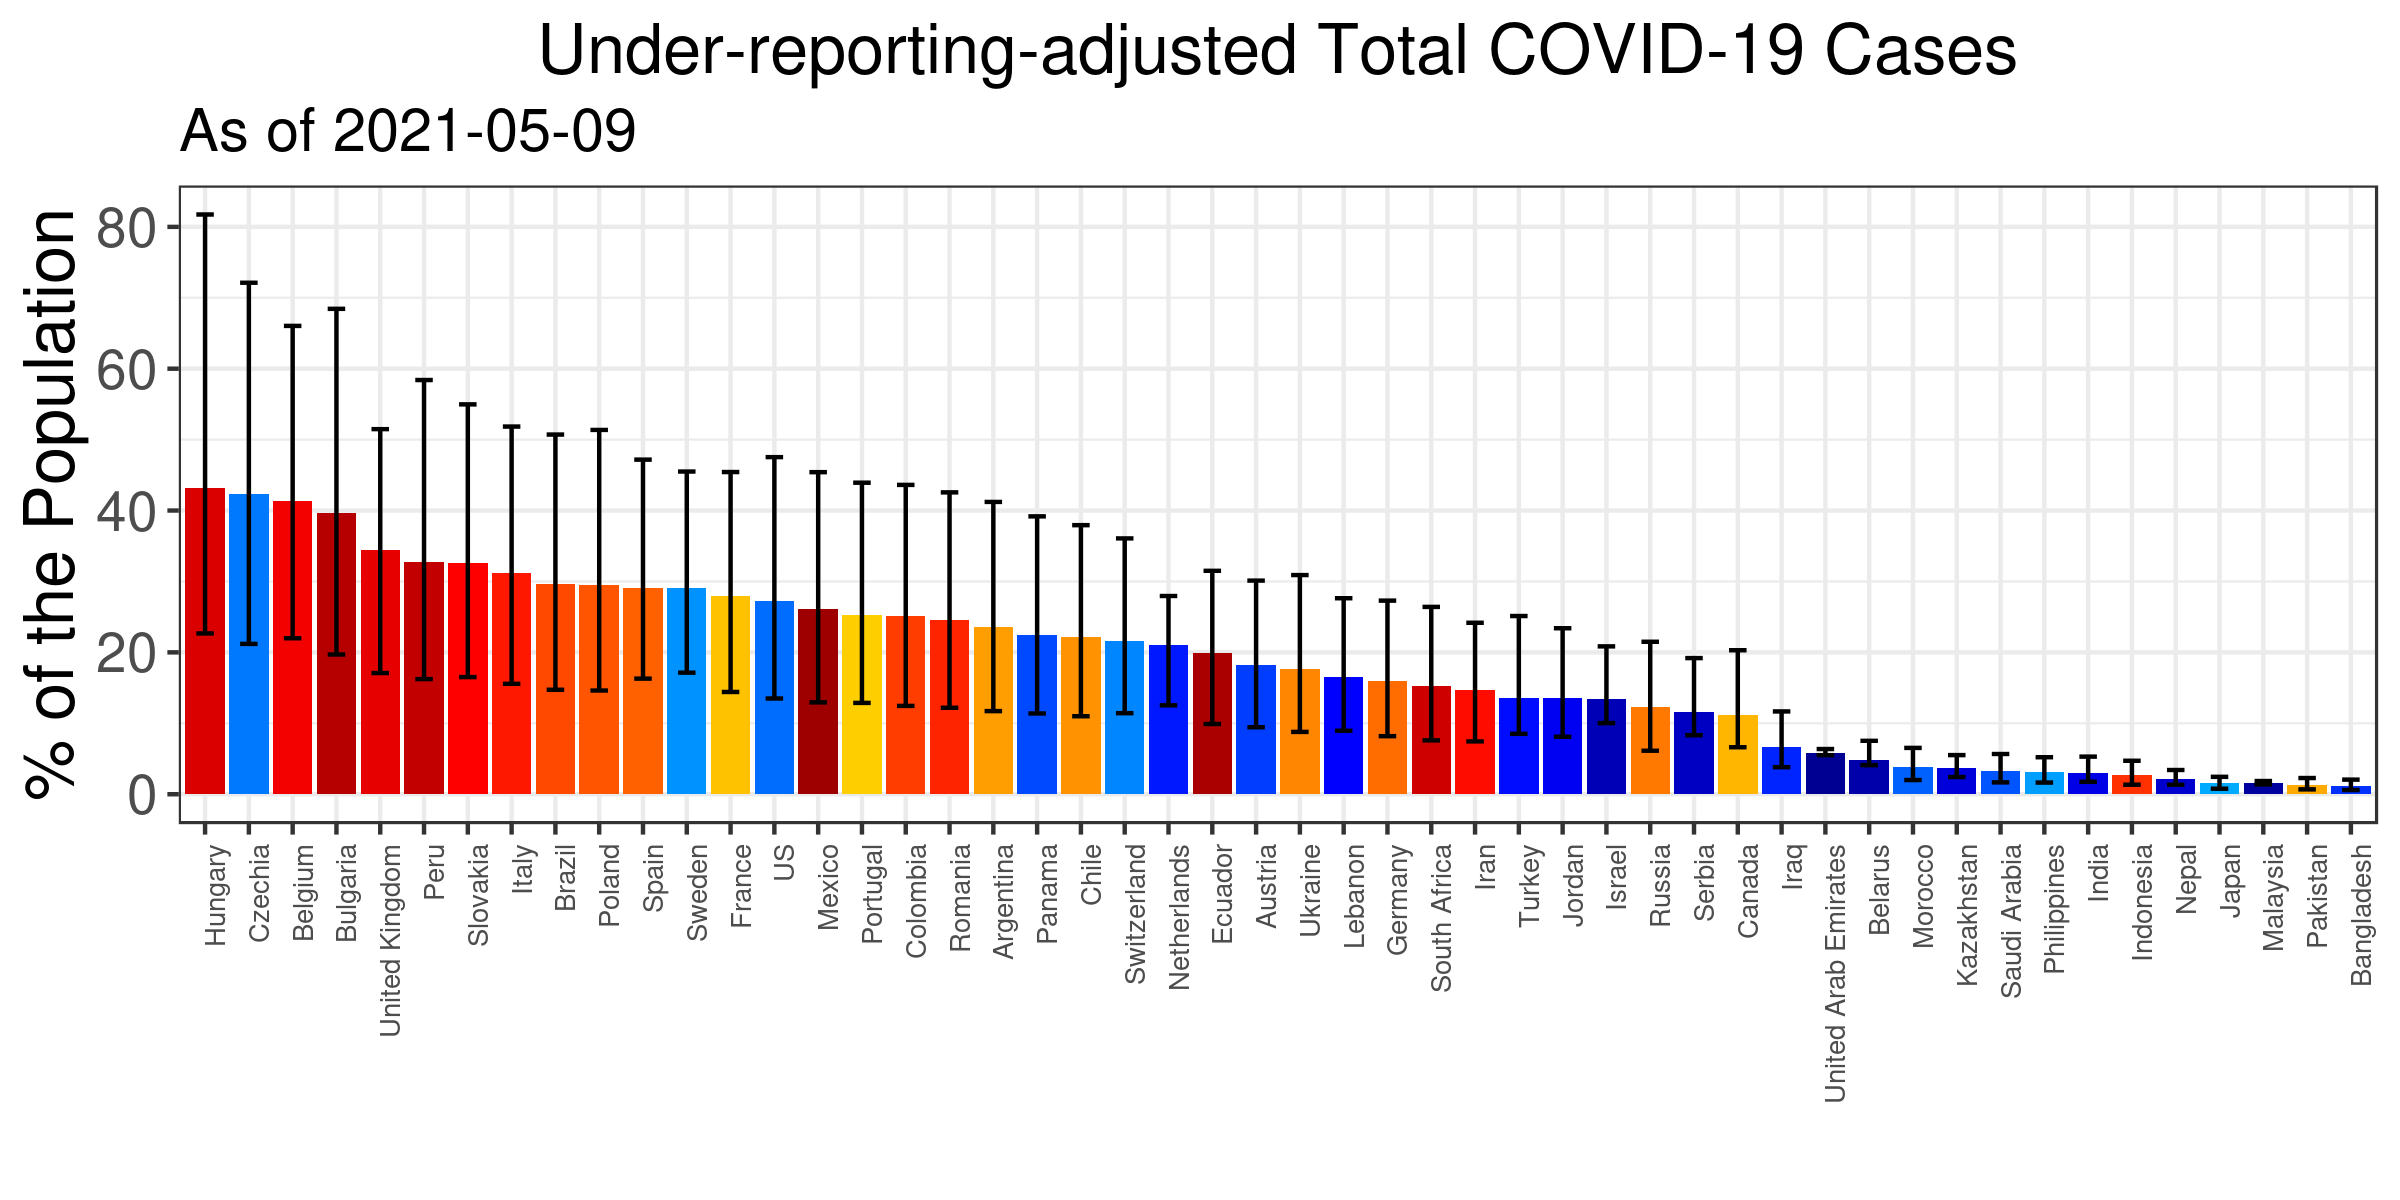 Under-reporting-adjusted Total COVID-19 Cases
As of 2021-05-09
% of the Population
80
60
40
20
0
Hungary
Czechia
Belgium
Bulgaria
United Kingdom
Peru
Slovakia
Italy
Brazil
Poland
Spain
Sweden
France
US
Mexico
Portugal
Colombia
Romania
Argentina
Panama
Chile
Switzerland
Netherlands
Ecuador
Austria
Ukraine
Lebanon
Germany
South Africa
Iran
Turkey
Jordan
Israel
Russia
Serbia
Canada
Iraq
United Arab Emirates
Belarus
Morocco
Kazakhstan
Saudi Arabia
Philippines
India
Indonesia
Nepal
Japan
Malaysia
Pakistan
Bangladesh